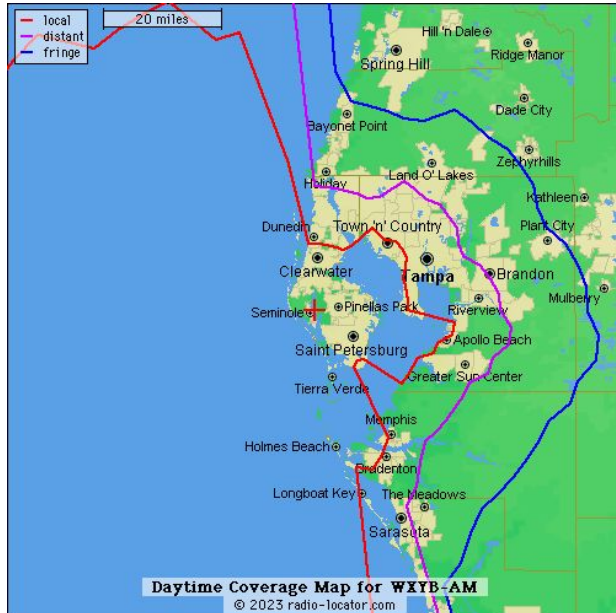 local
distant
fringe
20 miles
Hill 'n Dale
Spring Hill
Ridge Manor
Dade City
Bayonet Point
Zephyrhills
Land O' Lakes
Holiday
Kathleen
Dunedin
Town 'n' Country
Plant City
Clearwater
Tampa
Brandon
Mulberry
Seminole
Pinellas Park
Riverview
Saint Petersburg
Apollo Beach
Tierra Verde
Greater Sun Center
Memphis
Holmes Beach
Bradenton
Longboat Key
The Meadows
Sarasota
Daytime Coverage Map for WXYB-AM
© 2023 radio-locator.com